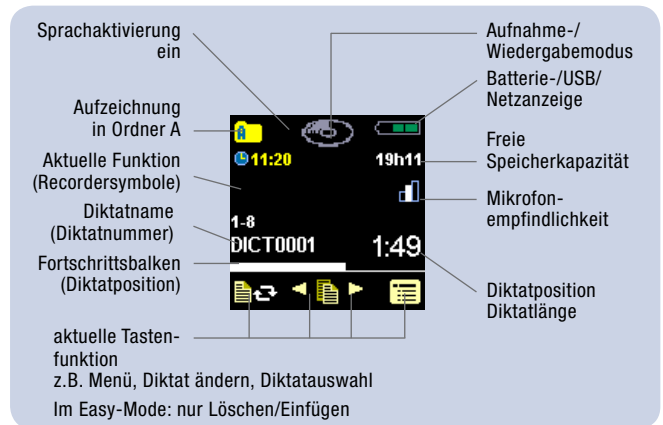 Sprachaktivierung
ein
Aufzeichnung
in Ordner A
Aktuelle Funktion
(Recordersymbole)
Diktatname
(Diktatnummer)
Fortschrittsbalken
(Diktatposition)
A
11:20
19h11
1-8
DICT0001
1:49
Aufnahme-/
Wiedergabemodus
Batterie-/USB/
Netzanzeige
Freie
Speicherkapazität
Mikrofon-
empfindlichkeit
Diktatposition
Diktatlänge
aktuelle Tasten-
funktion
z.B. Menü, Diktat ändern, Diktatauswahl
Im Easy-Mode: nur Löschen/Einfügen